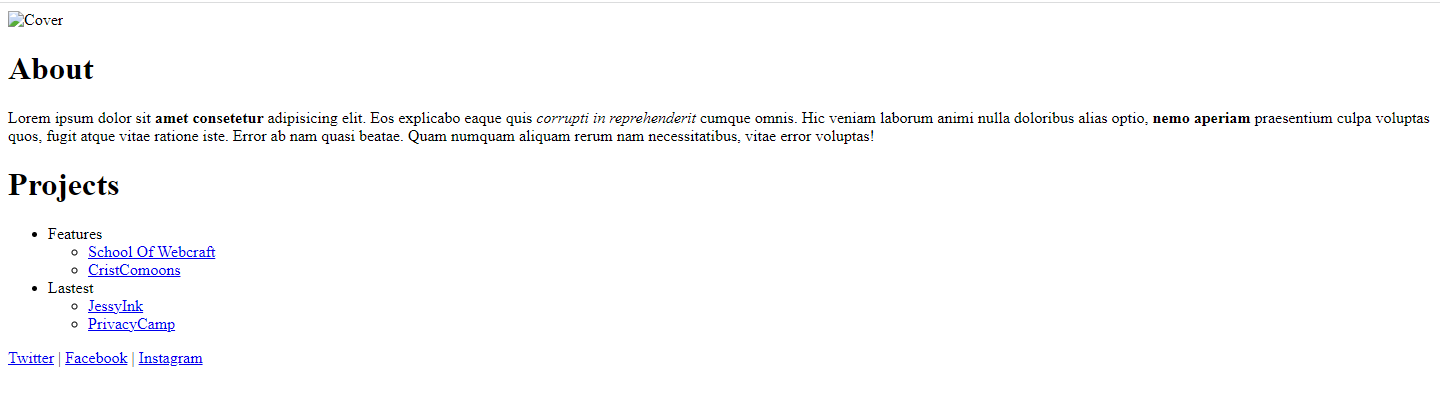 Cover
About
Lorem ipsum dolor sit amet consetetur adipisicing elit. Eos explicabo eaque quis corrupti in reprehenderit cumque omnis. Hic veniam laborum animi nulla doloribus alias optio, nemo aperiam praesentium culpa voluptas
quos, fugit atque vitae ratione iste. Error ab nam quasi beatae. Quam numquam aliquam rerum nam necessitatibus, vitae error voluptas!
Projects
Features
School Of Webcraft
CristComoons
Lastest
JessyInk
PrivacyCamp
Twitter | Facebook | Instagram